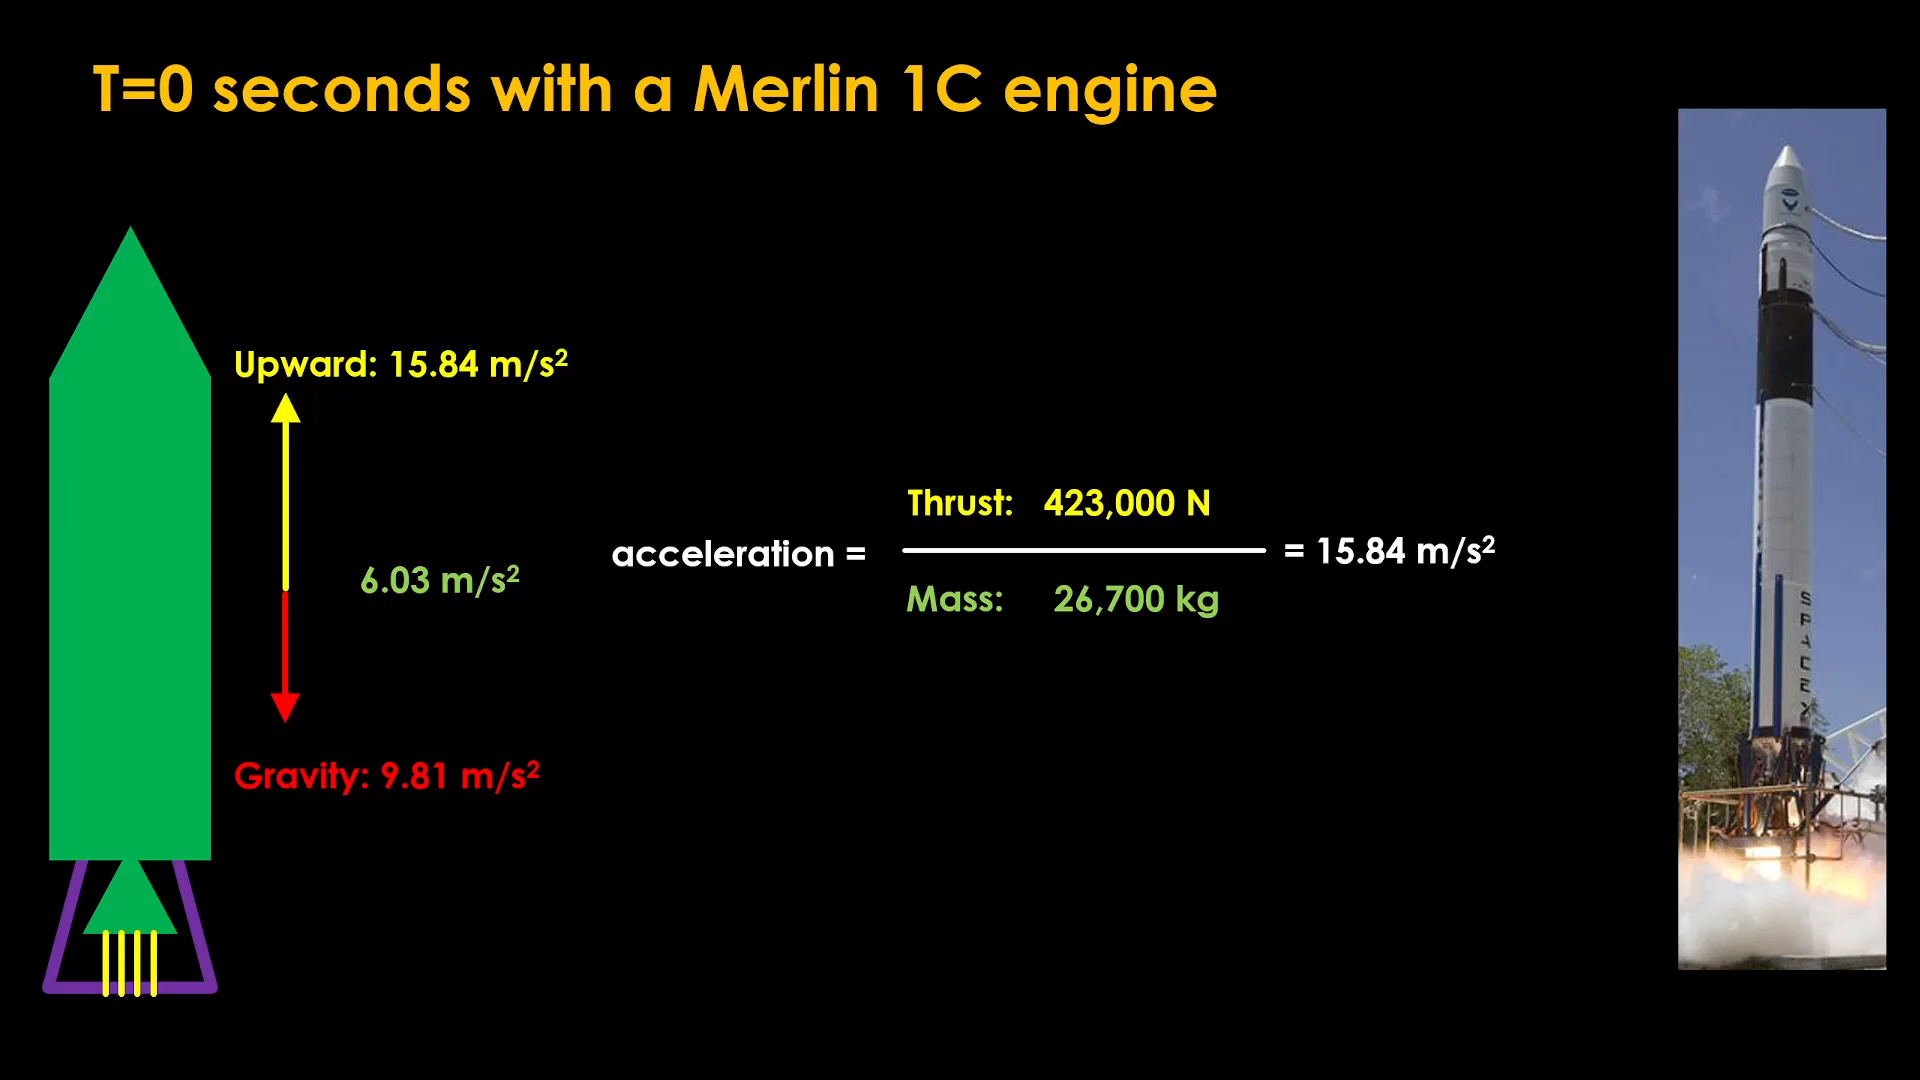 T=0 seconds with a Merlin 1C engine
Upward: 15.84 m/s²
6.03 m/s²
Gravity: 9.81 m/s²
acceleration =
Thrust: 423,000 N
Mass: 26,700 kg
= 15.84 m/s²
SPACEX